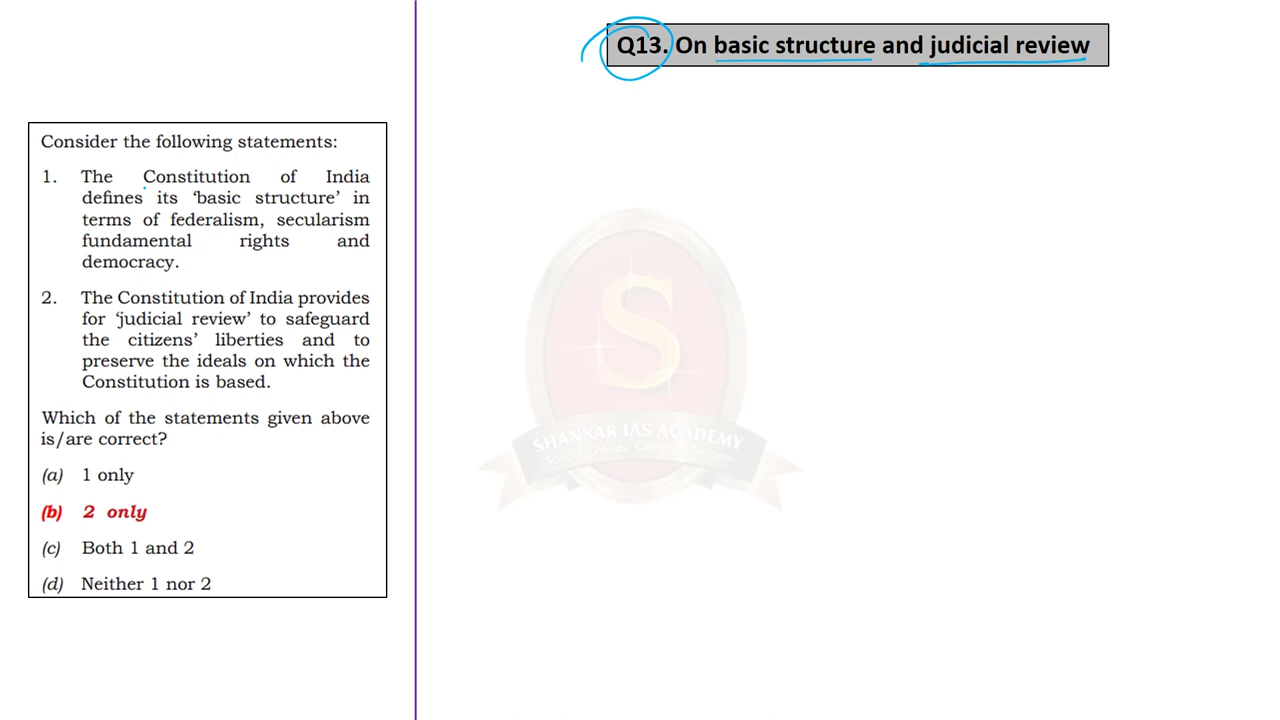 Q13. On basic structure and judicial review
Consider the following statements:
1. The Constitution of India
defines its ‘basic structure’ in
terms of federalism, secularism
fundamental rights and
democracy.
2. The Constitution of India provides
for ‘judicial review’ to safeguard
the citizens’ liberties and to
preserve the ideals on which the
Constitution is based.
Which of the statements given above
is/are correct?
(a) 1 only
(b) 2 only
(c) Both 1 and 2
(d) Neither 1 nor 2
S
SHANKAR IAS ACADEMY